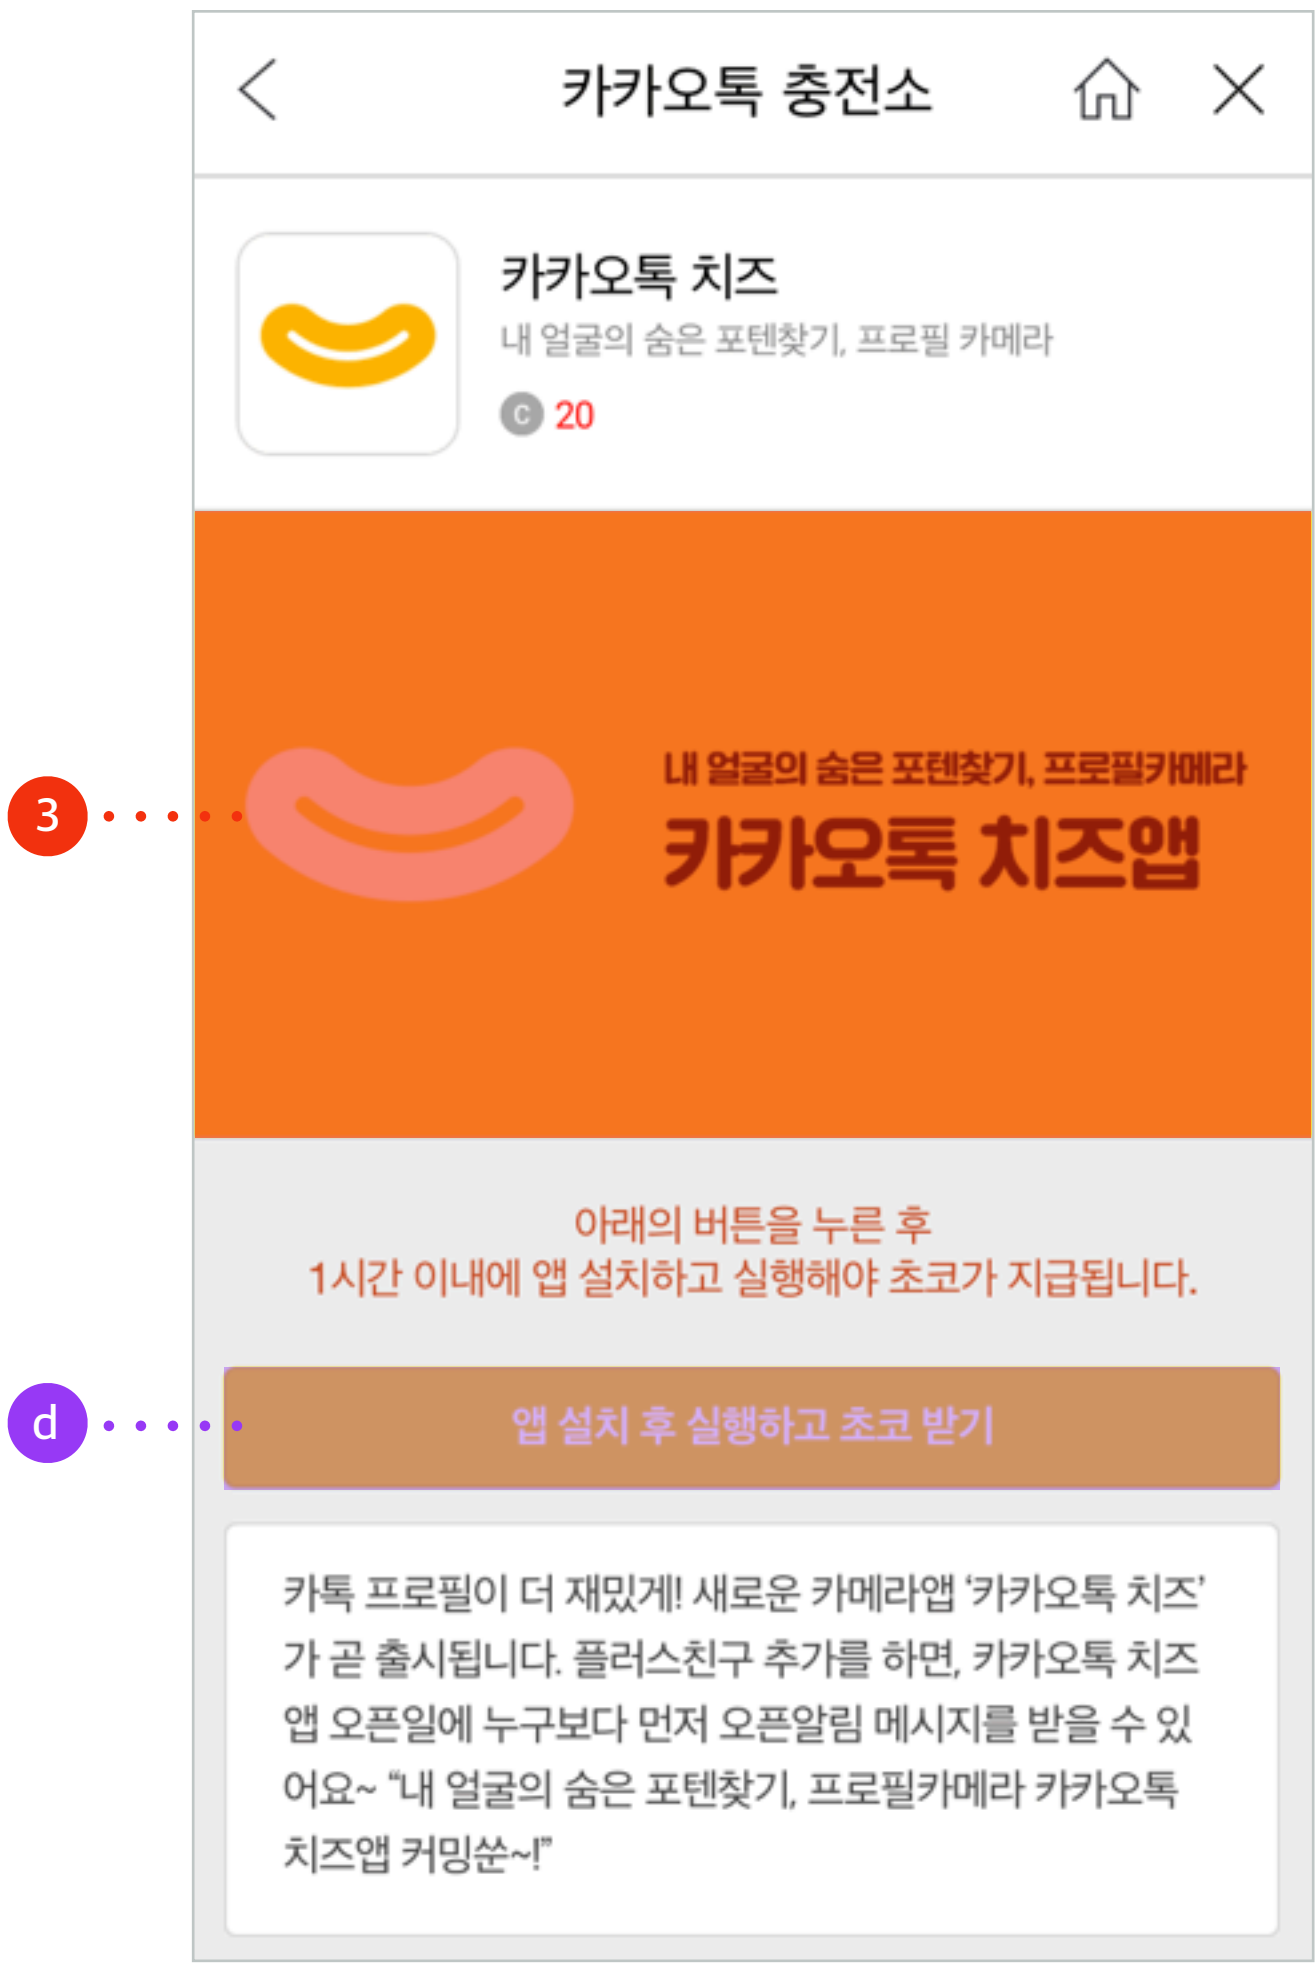 카카오톡 충전소
카카오톡 치즈
내 얼굴의 숨은 포텐찾기, 프로필 카메라
C 20
내 얼굴의 숨은 포텐찾기, 프로필카메라
3
카카오톡 치즈앱
아래의 버튼을 누른 후
1시간 이내에 앱 설치하고 실행해야 초코가 지급됩니다.
d
앱 설치 후 실행하고 초코 받기
카톡 프로필이 더 재밌게! 새로운 카메라앱 ‘카카오톡 치즈’
가 곧 출시됩니다. 플러스친구 추가를 하면, 카카오톡 치즈
앱 오픈일에 누구보다 먼저 오픈알림 메시지를 받을 수 있
어요~ “내 얼굴의 숨은 포텐찾기, 프로필카메라 카카오톡
치즈앱 커밍쑨~!”